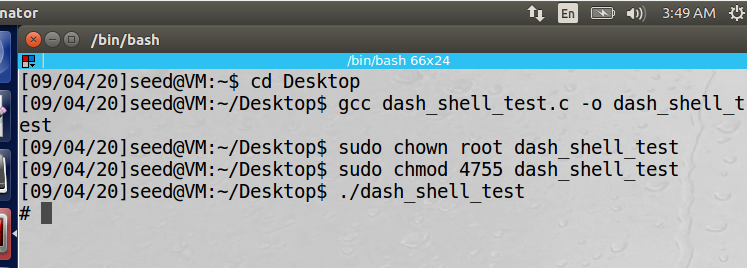 nator
En
3:49 AM
/bin/bash
/bin/bash 66x24
[09/04/20]seed@VM:~$ cd Desktop
[09/04/20]seed@VM:~/Desktop$ gcc dash_shell_test.c -o dash_shell_t
est
[09/04/20]seed@VM:~/Desktop$ sudo chown root dash_shell_test
[09/04/20]seed@VM:~/Desktop$ sudo chmod 4755 dash_shell_test
[09/04/20]seed@VM:~/Desktop$ ./dash_shell_test
#